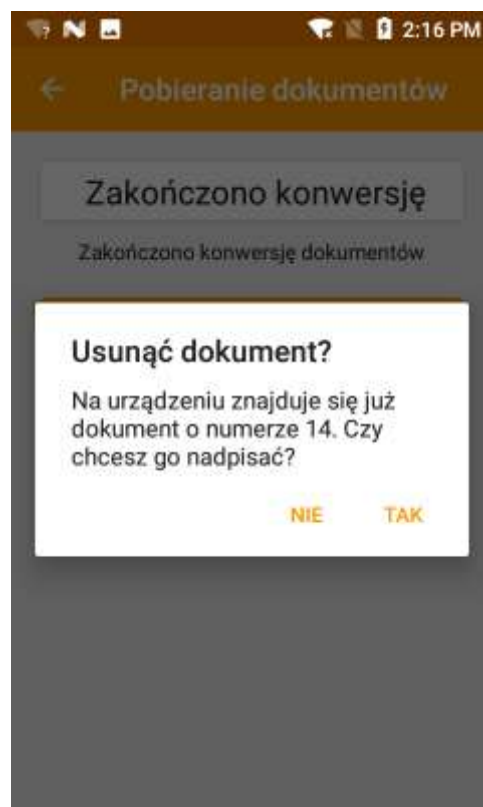 2:16 PM
Pobieranie dokumentów
Zakończono konwersję
Zakończono konwersję dokumentów
Usunąć dokument?
Na urządzeniu znajduje się już
dokument o numerze 14. Czy
chcesz go nadpisać?
NIE TAK